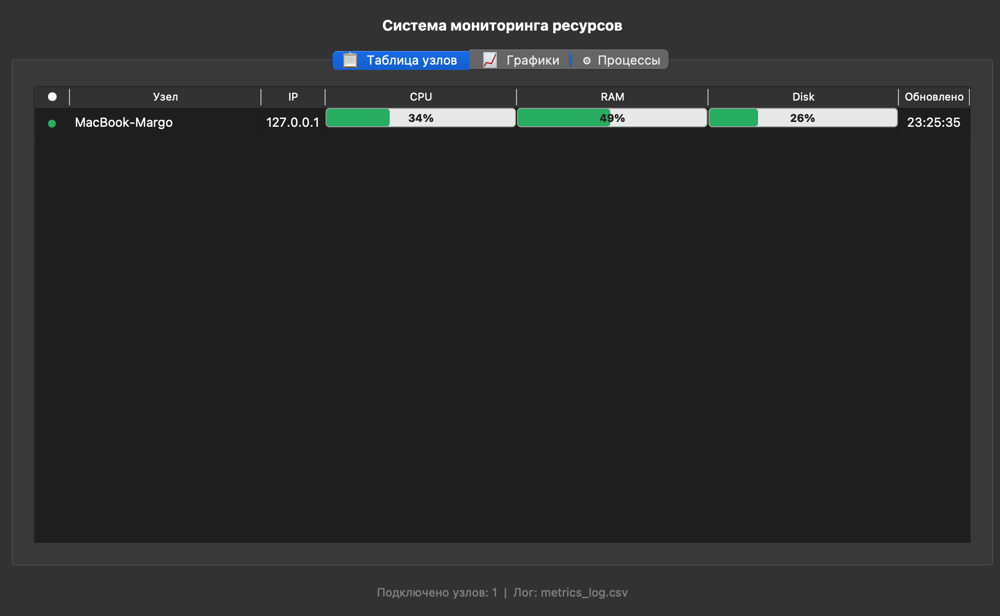 Система мониторинга ресурсов
Таблица узлов Графики Процессы
Узел IP CPU RAM Disk Обновлено
MacBook-Margo 127.0.0.1 34% 49% 26% 23:25:35
Подключено узлов: 1 | Лог: metrics_log.csv